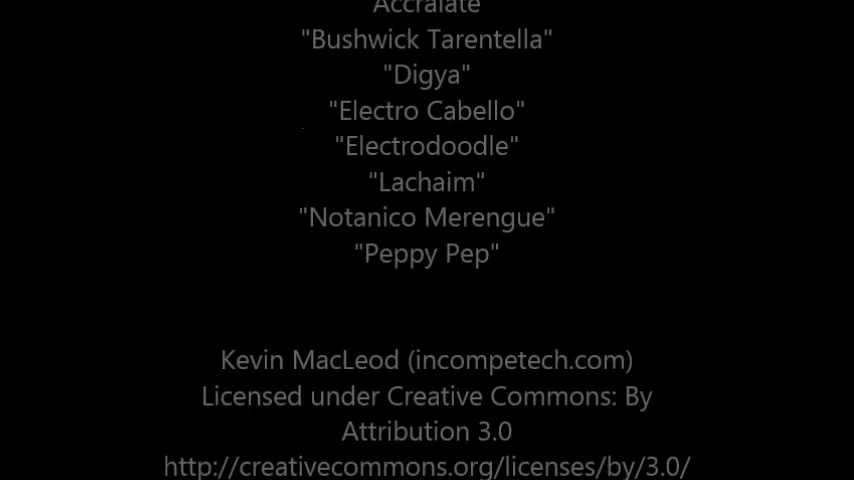 Accralate
"Bushwick Tarentella"
"Digya"
"Electro Cabello"
"Electrodoodle"
"Lachaim"
"Notanico Merengue"
"Peppy Pep"
Kevin MacLeod (incompetech.com)
Licensed under Creative Commons: By
Attribution 3.0
http://creativecommons.org/licenses/by/3.0/